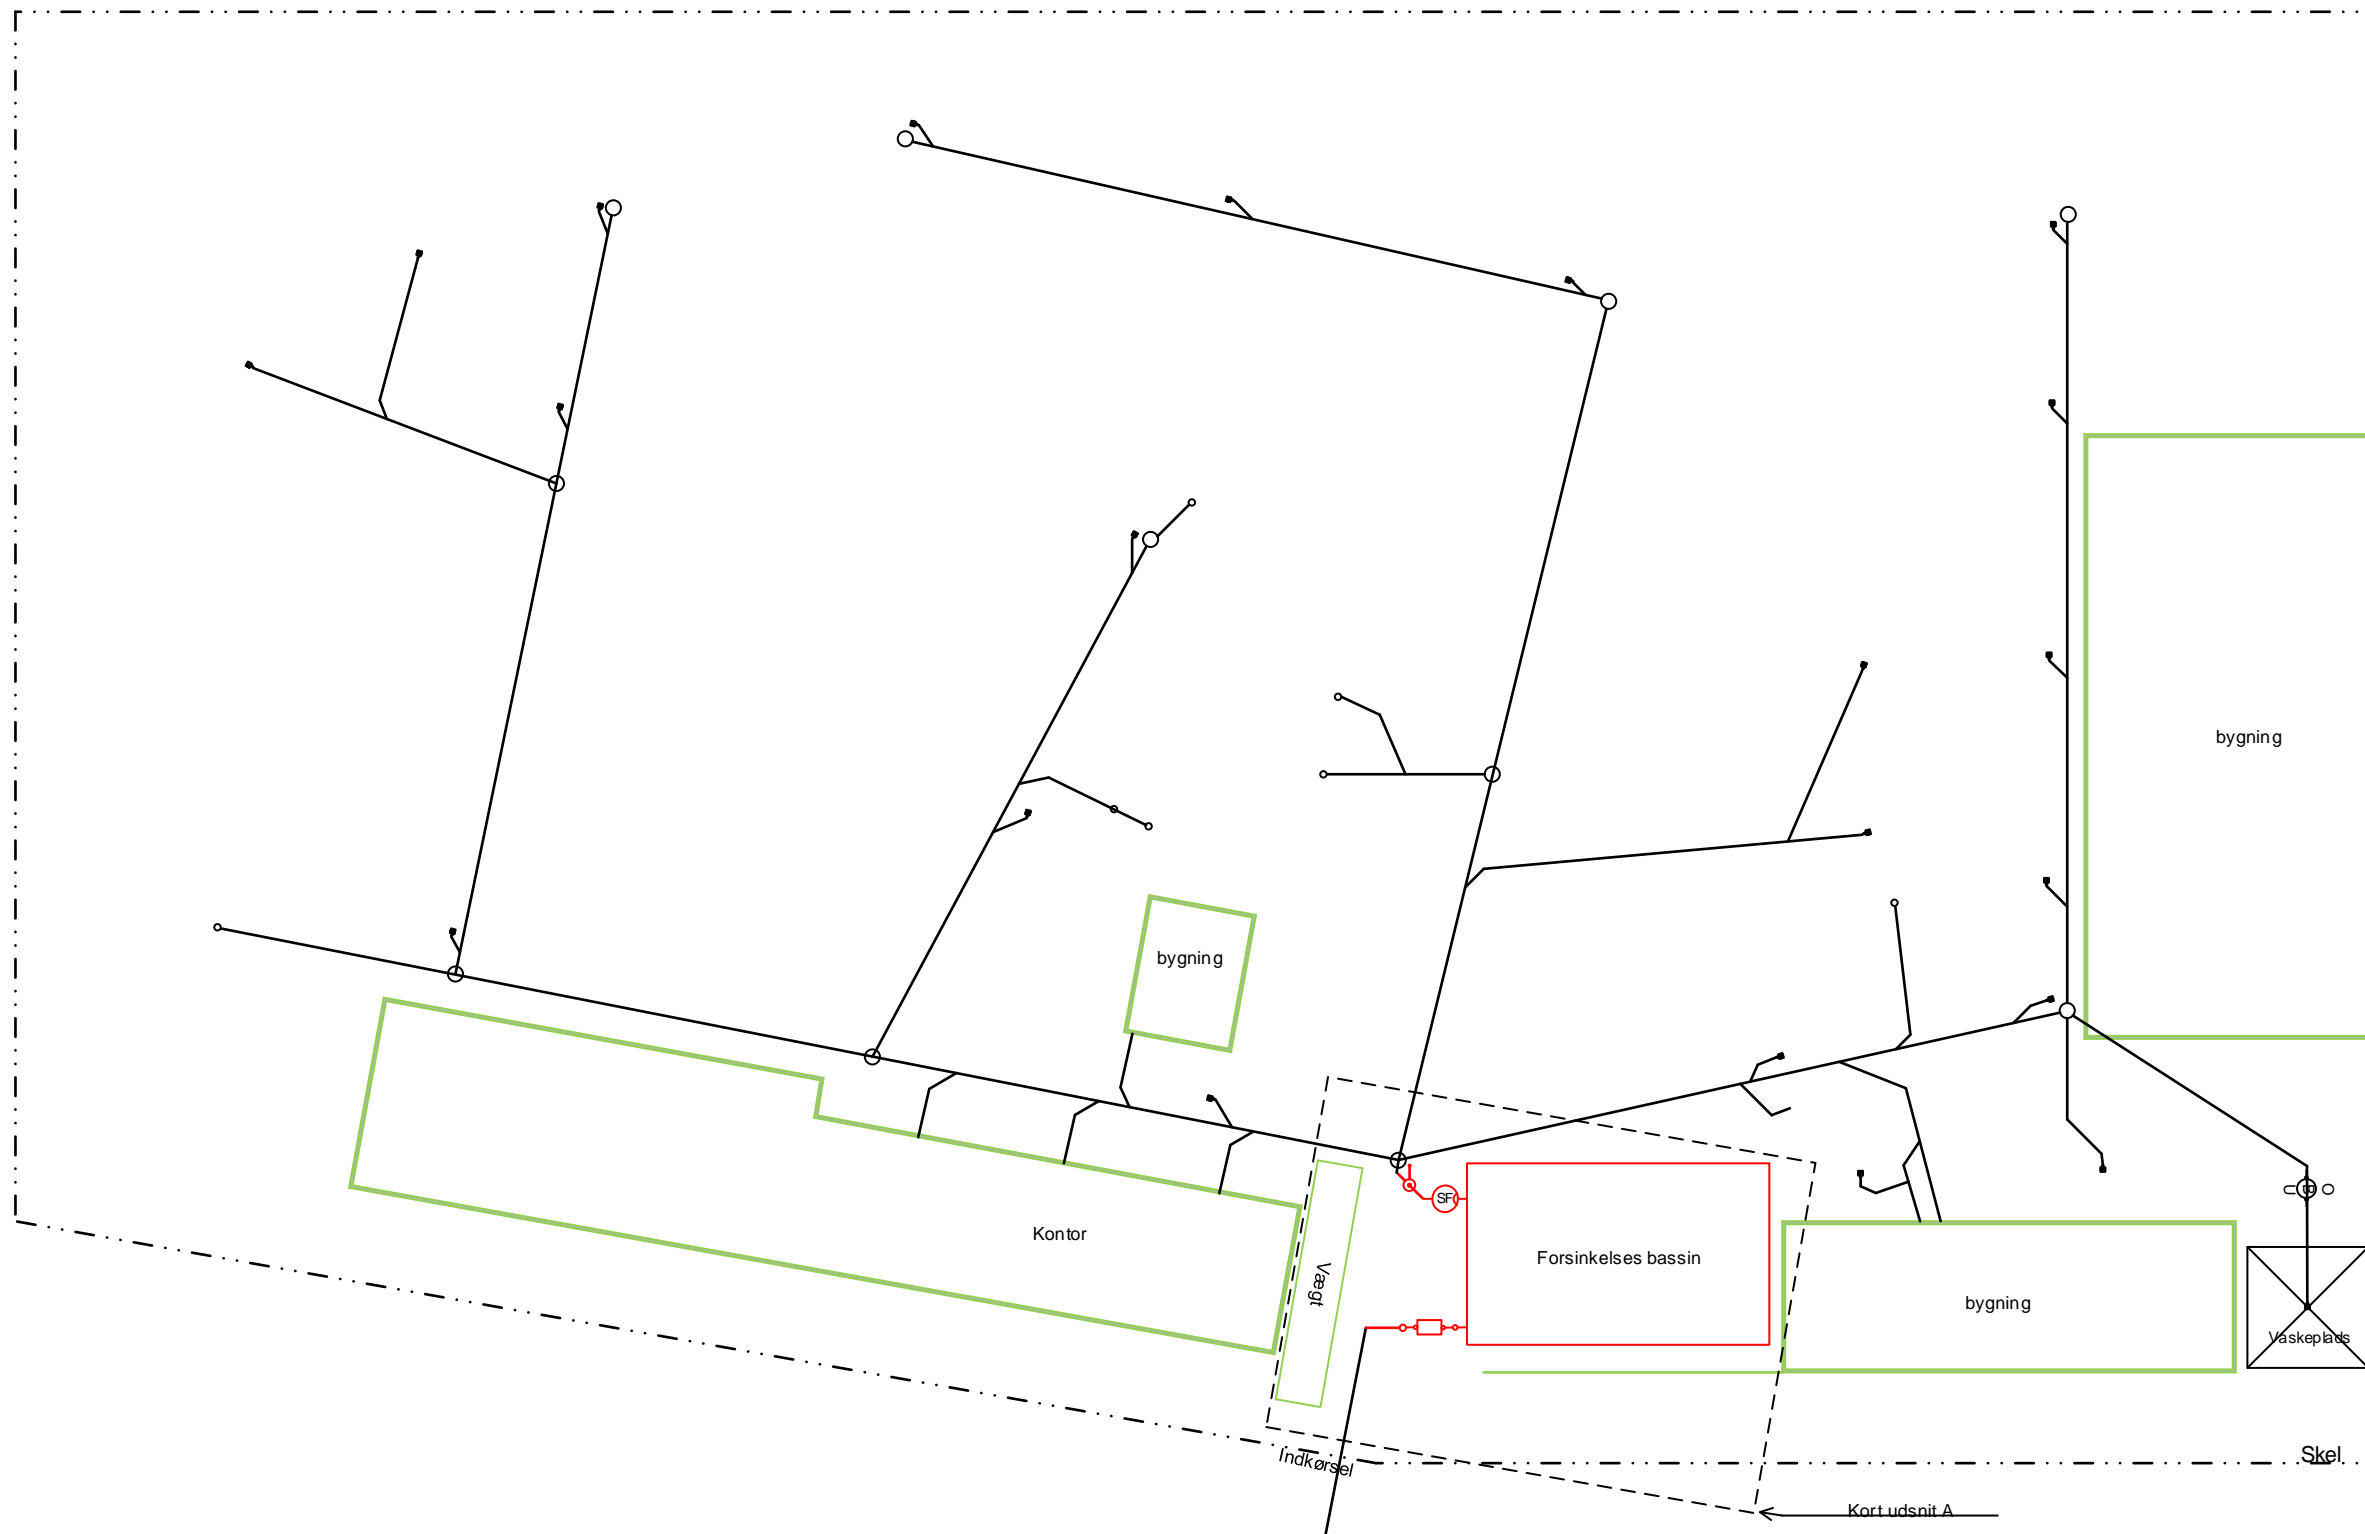 bygning
bygning
Kontor
Vægt
SF
Forsinkelses bassin
bygning
O
B
U
Vaskeplads
Indkørsel
Skel
Kort udsnit A